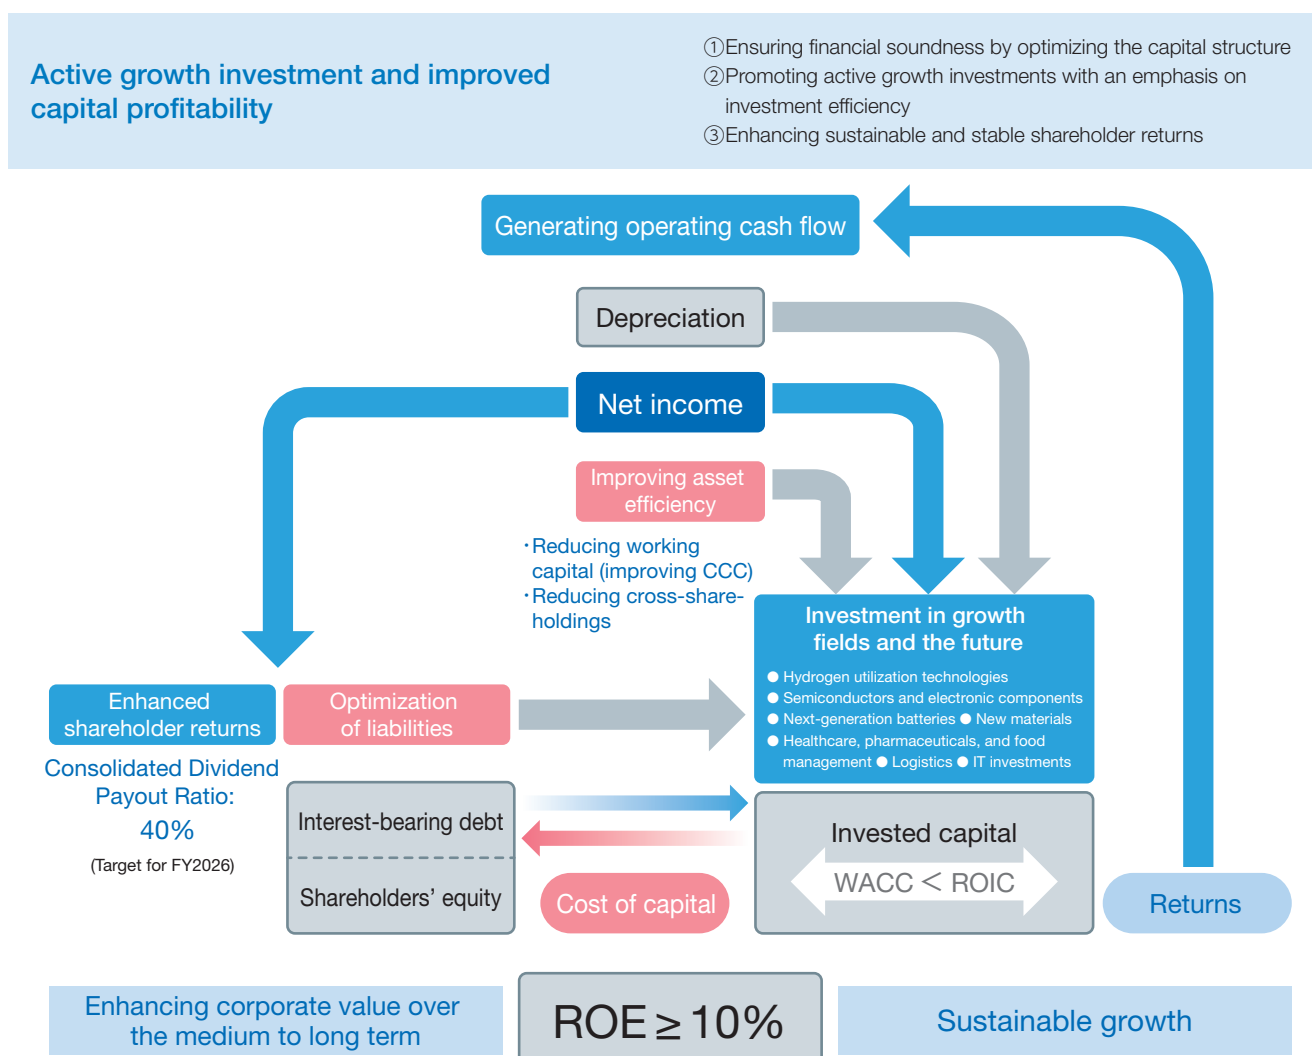 Active growth investment and improved
capital profitability
①Ensuring financial soundness by optimizing the capital structure
②Promoting active growth investments with an emphasis on
investment efficiency
③Enhancing sustainable and stable shareholder returns
Generating operating cash flow
Depreciation
Net income
Improving asset
efficiency
・Reducing working
capital (improving CCC)
・Reducing cross-share-
holdings
Investment in growth
fields and the future
● Hydrogen utilization technologies
● Semiconductors and electronic components
● Next-generation batteries ● New materials
● Healthcare, pharmaceuticals, and food
management ● Logistics ● IT investments
Enhanced
shareholder returns
Optimization
of liabilities
Consolidated Dividend
Payout Ratio:
40%
(Target for FY2026)
Interest-bearing debt
Shareholders’ equity
Cost of capital
Invested capital
WACC < ROIC
Returns
Enhancing corporate value over
the medium to long term
ROE ≥ 10%
Sustainable growth